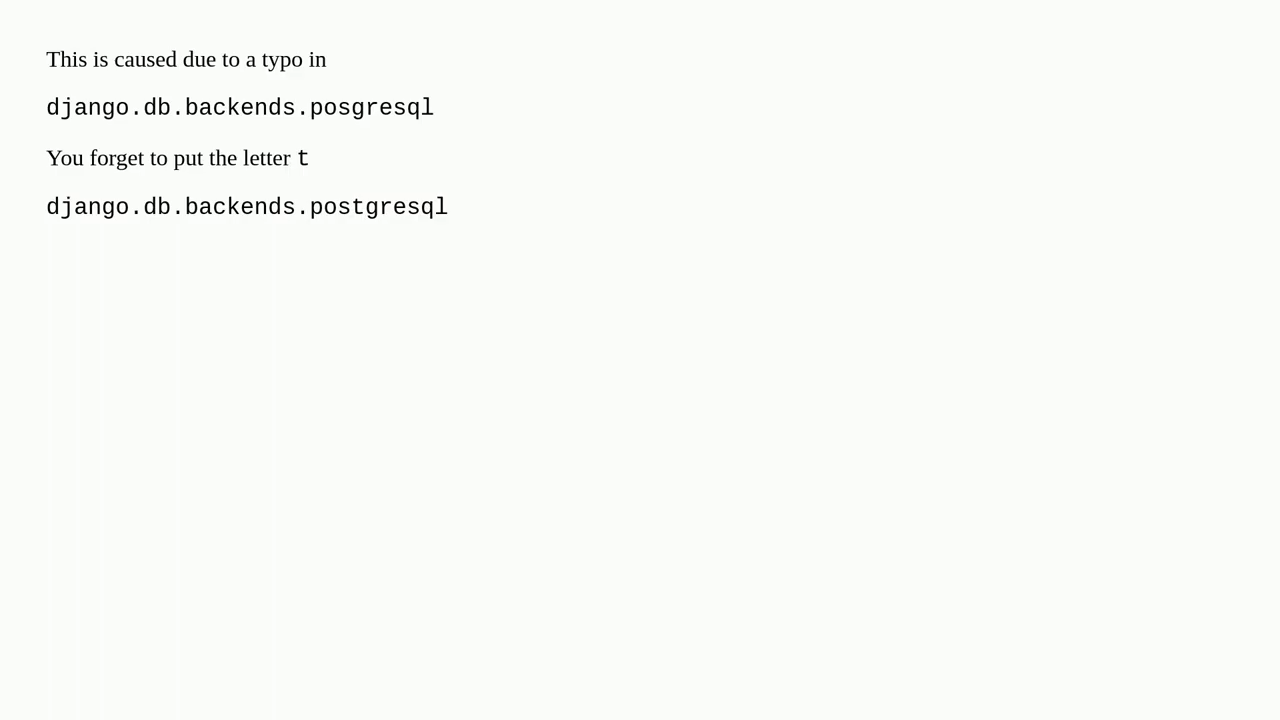 This is caused due to a typo in
django.db.backends.posgresql
You forget to put the letter t
django.db.backends.postgresql